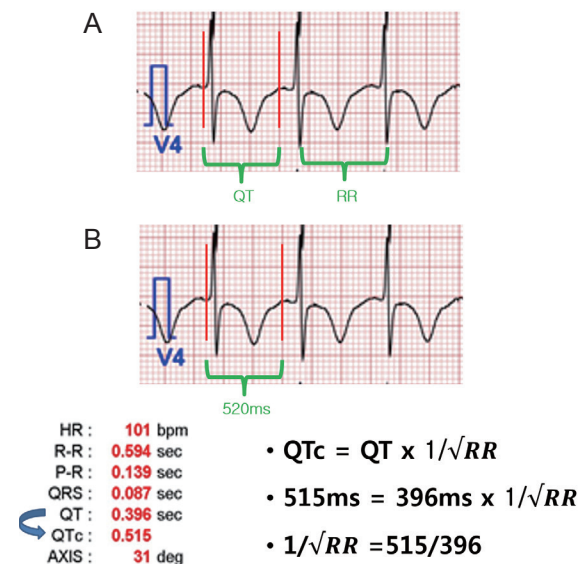 A
V4
QT
RR
B
V4
520ms
HR : 101 bpm
R-R : 0.594 sec
P-R : 0.139 sec
QRS : 0.087 sec
QT : 0.396 sec
QTc : 0.515
AXIS : 31 deg
• QTc = QT x 1/√RR
• 515ms = 396ms x 1/√RR
• 1/√RR =515/396